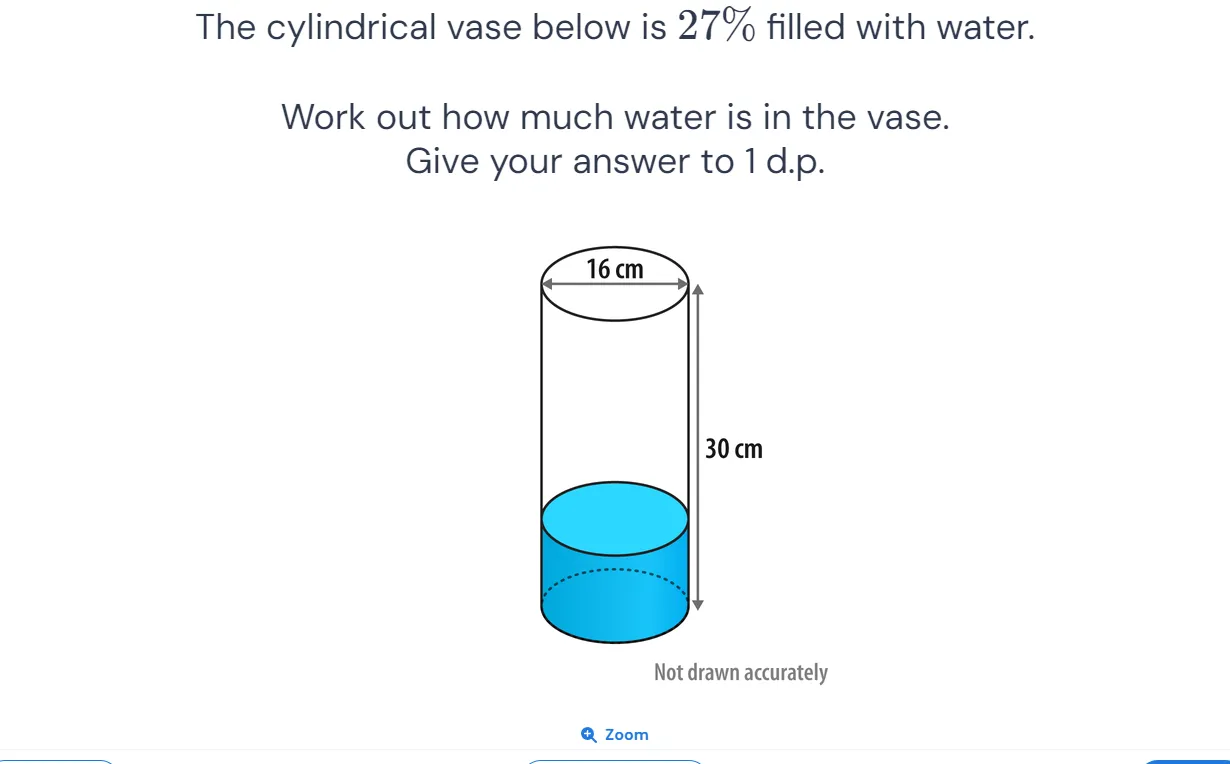 The cylindrical vase below is 27% filled with water.
Work out how much water is in the vase.
Give your answer to 1 d.p.
16 cm
30 cm
Not drawn accurately
Zoom